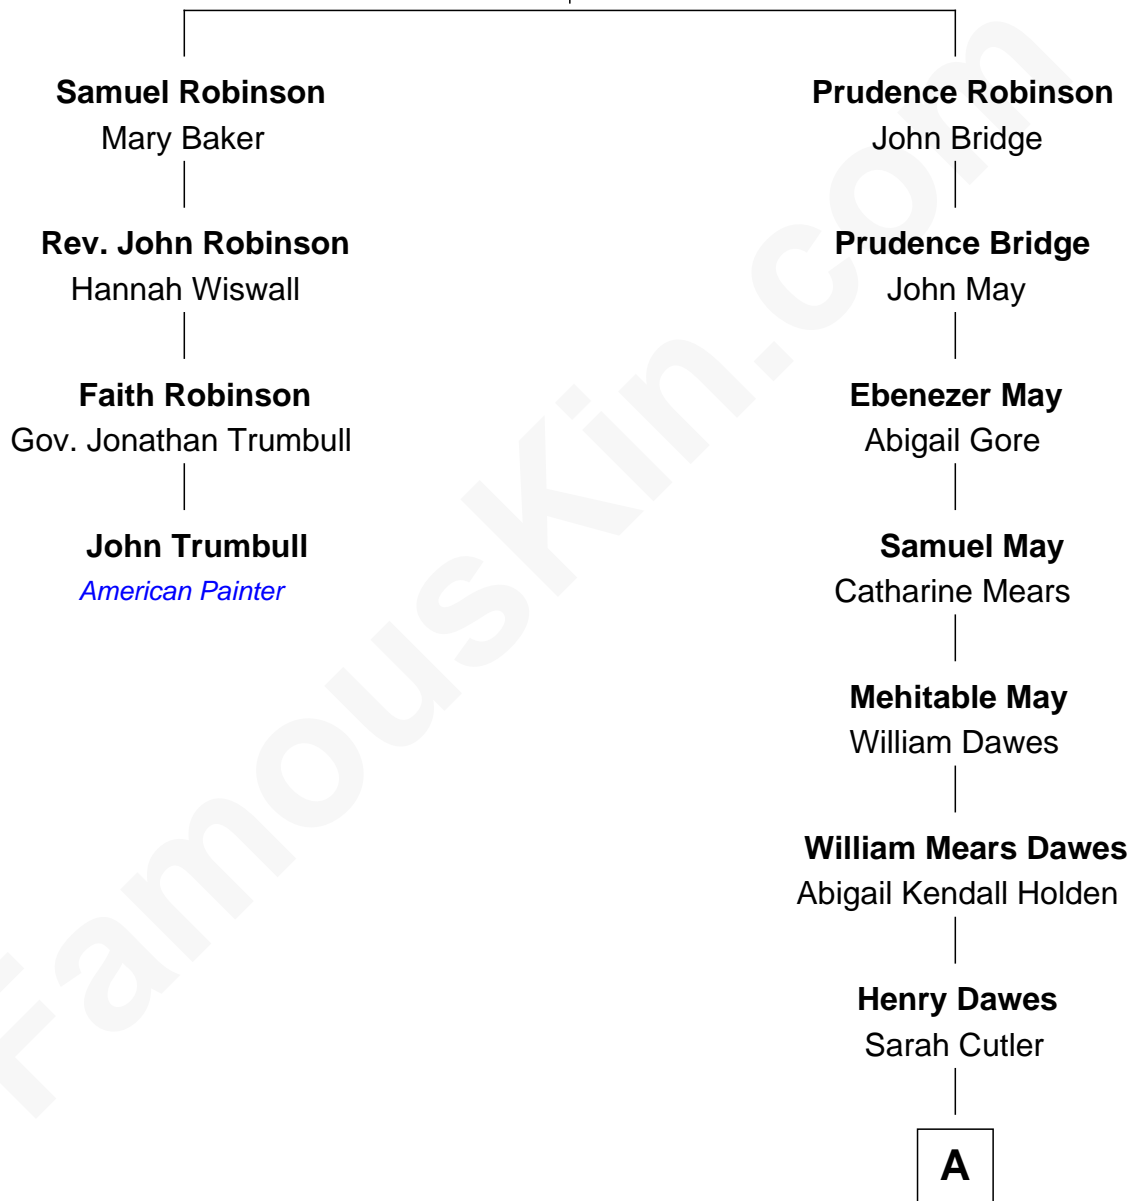 Samuel Robinson
Mary Baker
Rev. John Robinson
Hannah Wiswall
Faith Robinson
Gov. Jonathan Trumbull
John Trumbull
American Painter
Prudence Robinson
John Bridge
Prudence Bridge
John May
Ebenezer May
Abigail Gore
Samuel May
Catharine Mears
Mehitable May
William Dawes
William Mears Dawes
Abigail Kendall Holden
Henry Dawes
Sarah Cutler
A
FamousKin.com